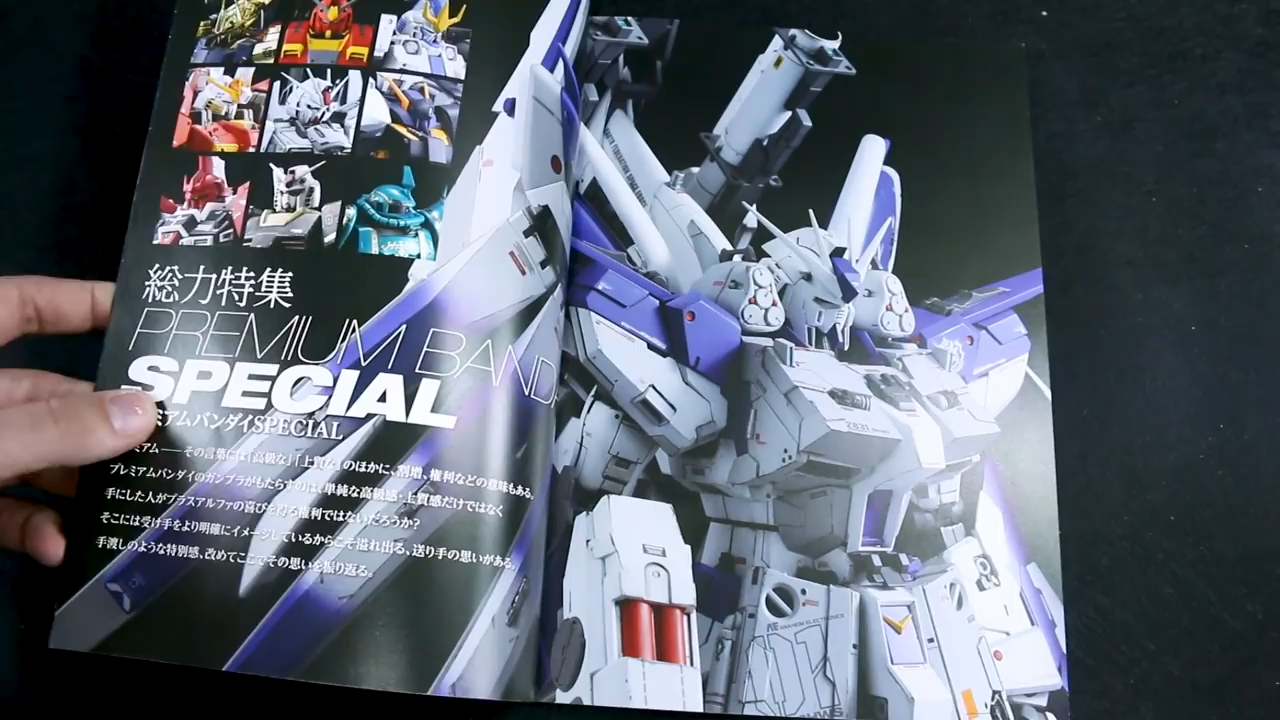 総力特集
PREMIUM BAND
SPECIAL
ミアムバンダイSPECIAL
ミアム——その言葉には「高級な」「上質な」のほかに、割増、権利などの意味もある。
プレミアムバンダイのガンプラがもたらすのは、単純な高級感・上質感だけではなく
手にした人がプラスアルファの喜びを得る権利ではないだろうか?
そこには受け手をより明確にイメージしているからこそ溢れ出る、送り手の思いがある。
手渡しのような特別感、改めてここでその思いを振り返る。
2831
AE ANAHEIM ELECTRONICS
HWS